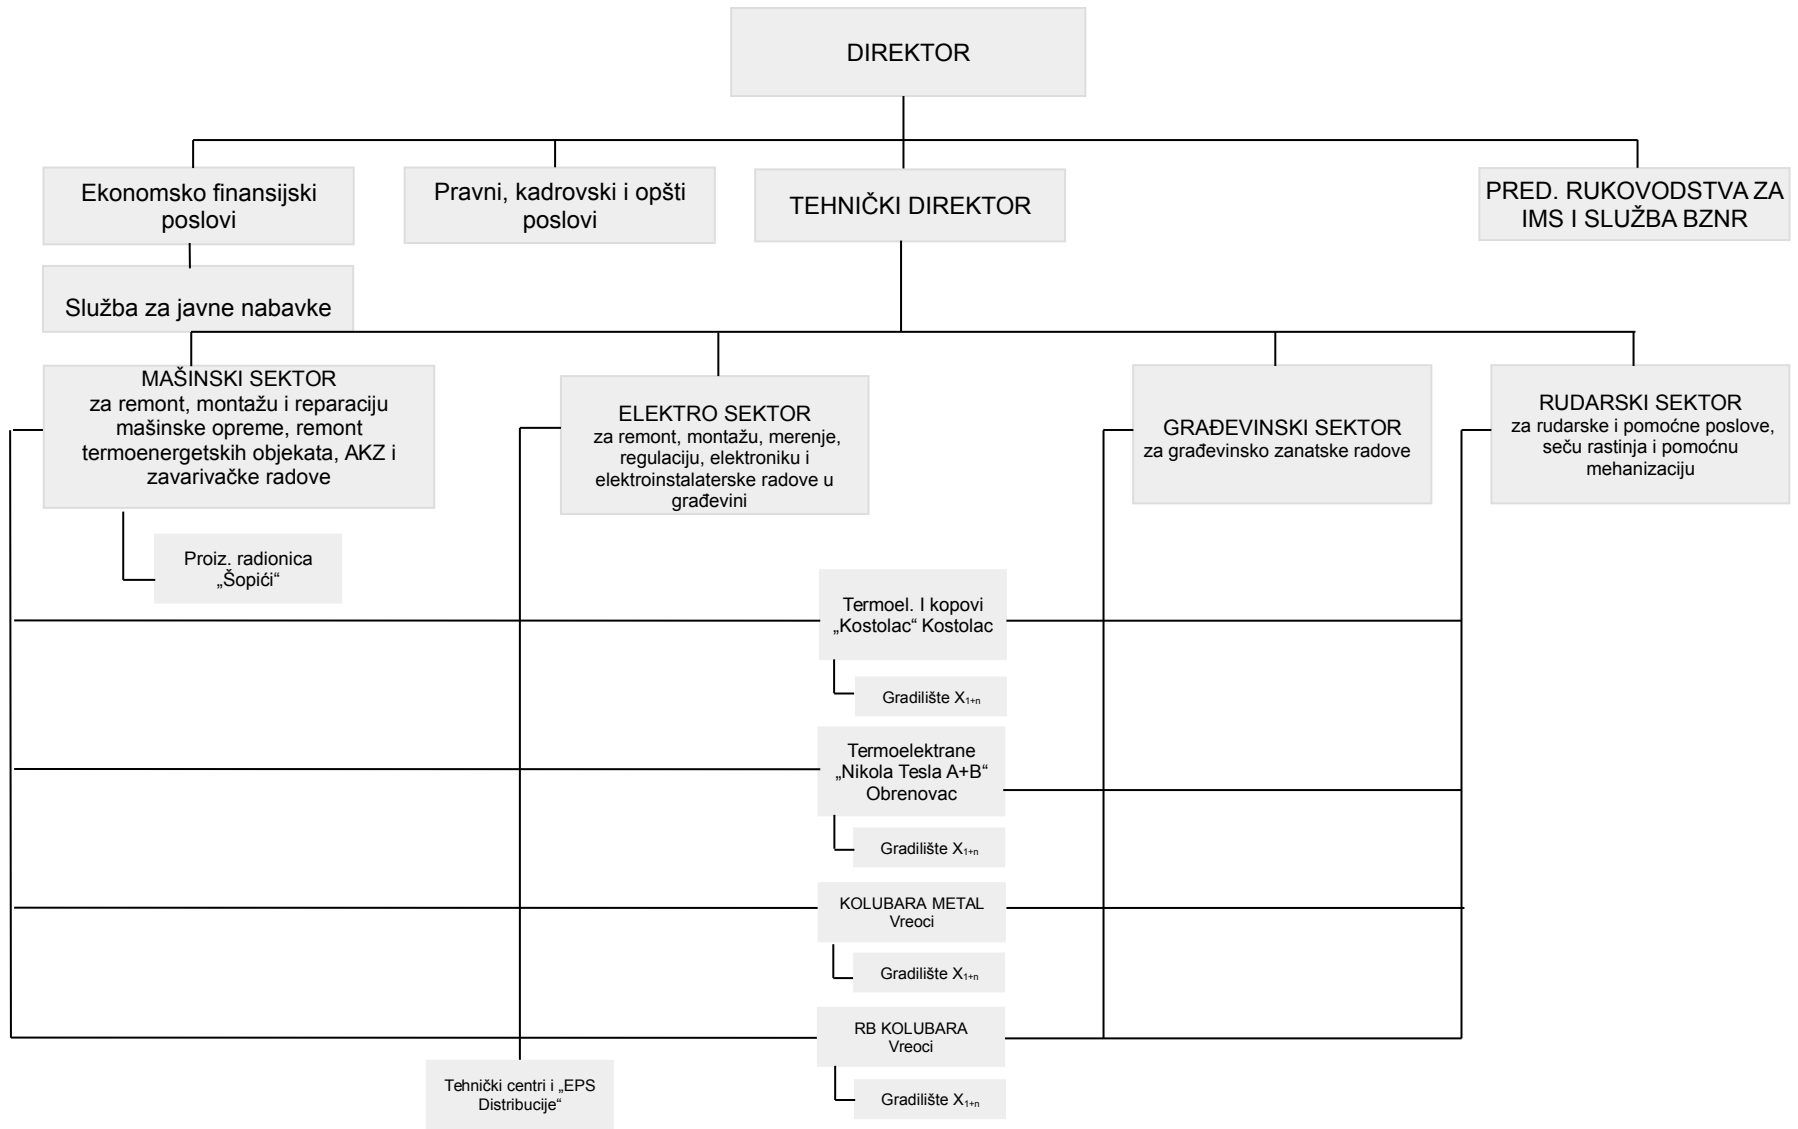 DIREKTOR
Ekonomsko finansijski
poslovi
Pravni, kadrovski i opšti
poslovi
TEHNIČKI DIREKTOR
PRED. RUKOVODSTVA ZA
IMS I SLUŽBA BZNR
Služba za javne nabavke
MAŠINSKI SEKTOR
za remont, montažu i reparaciju
mašinske opreme, remont
termoenergetskih objekata, AKZ i
zavarivačke radove
ELEKTRO SEKTOR
za remont, montažu, merenje,
regulaciju, elektroniku i
elektroinstalaterske radove u
građevini
GRAĐEVINSKI SEKTOR
za građevinsko zanatske radove
RUDARSKI SEKTOR
za rudarske i pomoćne poslove,
seču rastinja i pomoćnu
mehanizaciju
Proiz. radionica
„Šopići“
Termoel. I kopovi
„Kostolac“ Kostolac
Gradilište X₁₊ₙ
Termoelektrane
„Nikola Tesla A+B“
Obrenovac
Gradilište X₁₊ₙ
KOLUBARA METAL
Vreoci
Gradilište X₁₊ₙ
RB KOLUBARA
Vreoci
Gradilište X₁₊ₙ
Tehnički centri i „EPS
Distribucije“